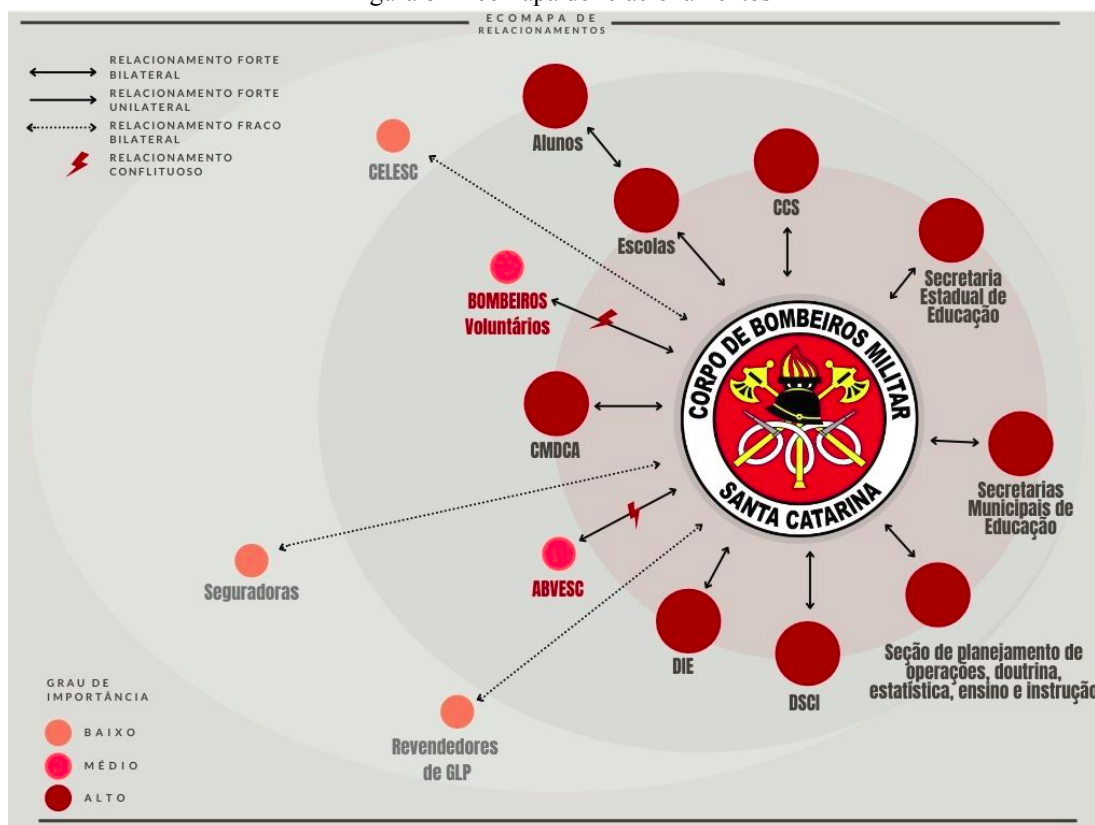 ECOMAPA DE
RELACIONAMENTOS
RELACIONAMENTO FORTE
BILATERAL
RELACIONAMENTO FORTE
UNILATERAL
RELACIONAMENTO FRACO
BILATERAL
RELACIONAMENTO
CONFLITUOSO
Alunos
CELESC
CCS
Escolas
Secretaria
Estadual de
Educação
BOMBEIROS
Voluntários
CORPO DE BOMBEIROS MILITAR
SANTA CATARINA
CMDCA
Secretarias
Municipais de
Educação
Seguradoras
ABVESC
DIE
DSCI
Seção de planejamento de
operações, doutrina,
estatística, ensino e instrução
Revendedores
de GLP
GRAU DE
IMPORTÂNCIA
BAIXO
MÉDIO
ALTO